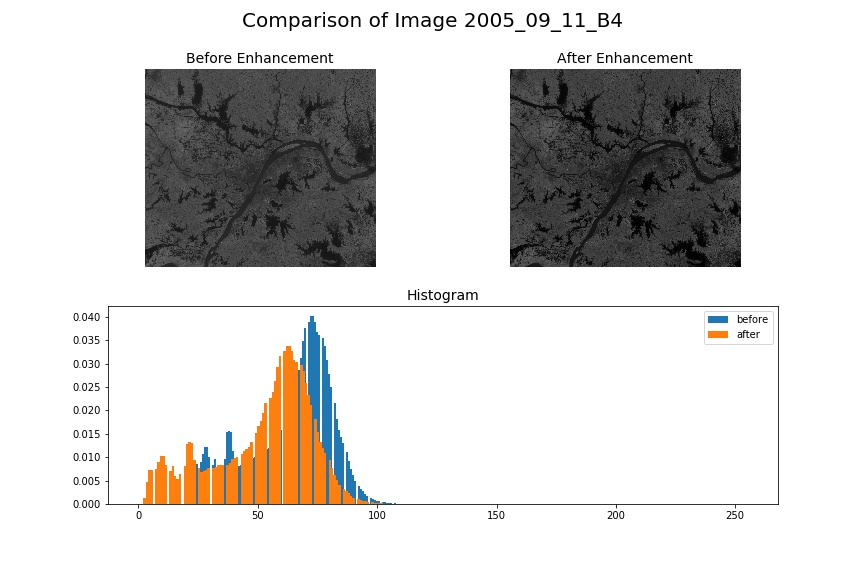 Comparison of Image 2005_09_11_B4
Before Enhancement
After Enhancement
Histogram
0.040
0.035
0.030
0.025
0.020
0.015
0.010
0.005
0.000
before
after
0
50
100
150
200
250